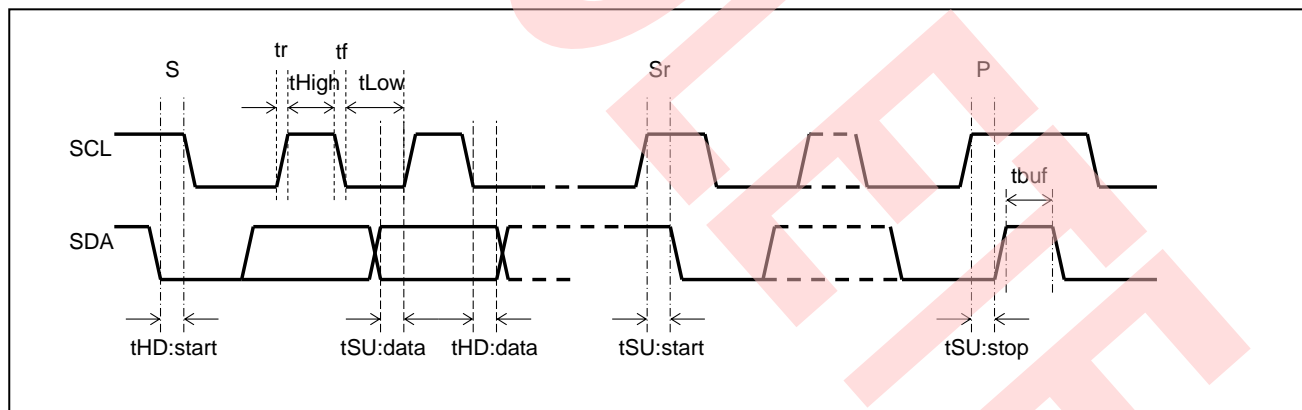 tr tf
S tHigh tLow Sr P
SCL
tbuf
SDA
tHD:start tSU:data tHD:data tSU:start tSU:stop